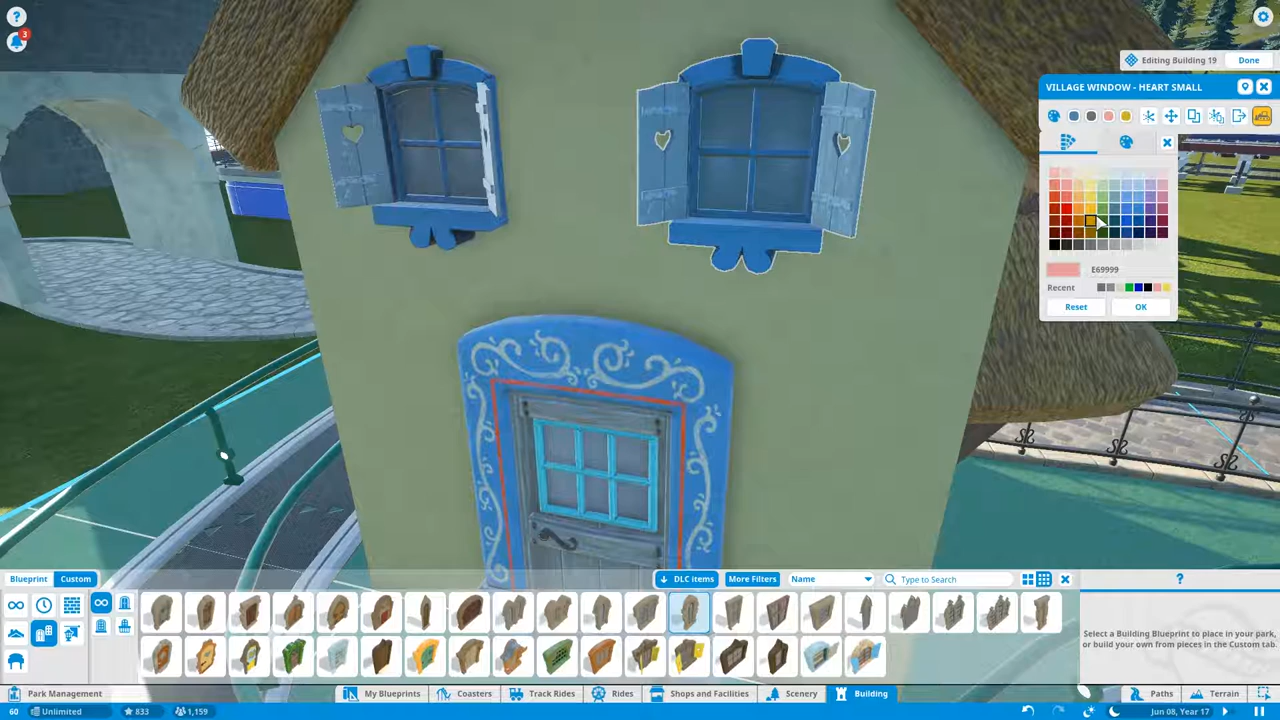 ?
3
Editing Building 19 Done
VILLAGE WINDOW - HEART SMALL
E69999
Recent
Reset OK
Blueprint Custom
DLC items More Filters Name Type to Search
?
Select a Building Blueprint to place in your park,
or build your own from pieces in the Custom tab.
Park Management My Blueprints Coasters Track Rides Rides Shops and Facilities Scenery Building Paths Terrain
60 Unlimited 833 1,159 Jun 08, Year 17